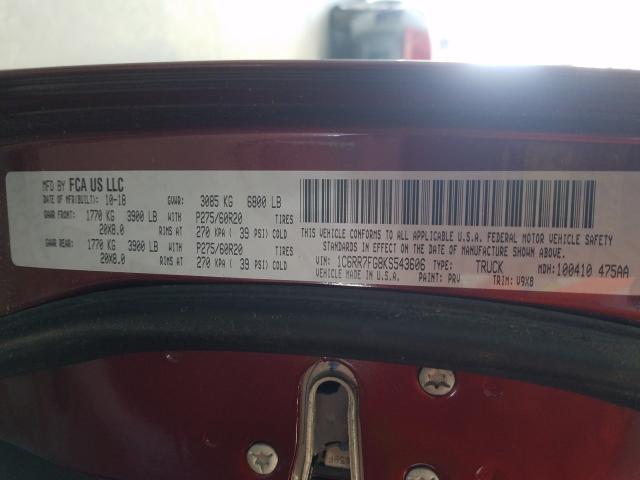 MFD BY FCA US LLC
DATE OF MFR(BUILT): 10-18 GVWR: 3085 KG 6800 LB
GAWR FRONT: 1770 KG 3900 LB WITH P275/60R20 TIRES
20X8.0 RIMS AT 270 KPA ( 39 PSI) COLD
GAWR REAR: 1770 KG 3900 LB WITH P275/60R20 TIRES
20X8.0 RIMS AT 270 KPA ( 39 PSI) COLD
THIS VEHICLE CONFORMS TO ALL APPLICABLE U.S.A. FEDERAL MOTOR VEHICLE SAFETY
STANDARDS IN EFFECT ON THE DATE OF MANUFACTURE SHOWN ABOVE.
VIN: 1C6RR7FG8KS543606 TYPE: TRUCK MDH: 100410 475AA
VEHICLE MADE IN U.S.A. PAINT: PRV TRIM: V9X8